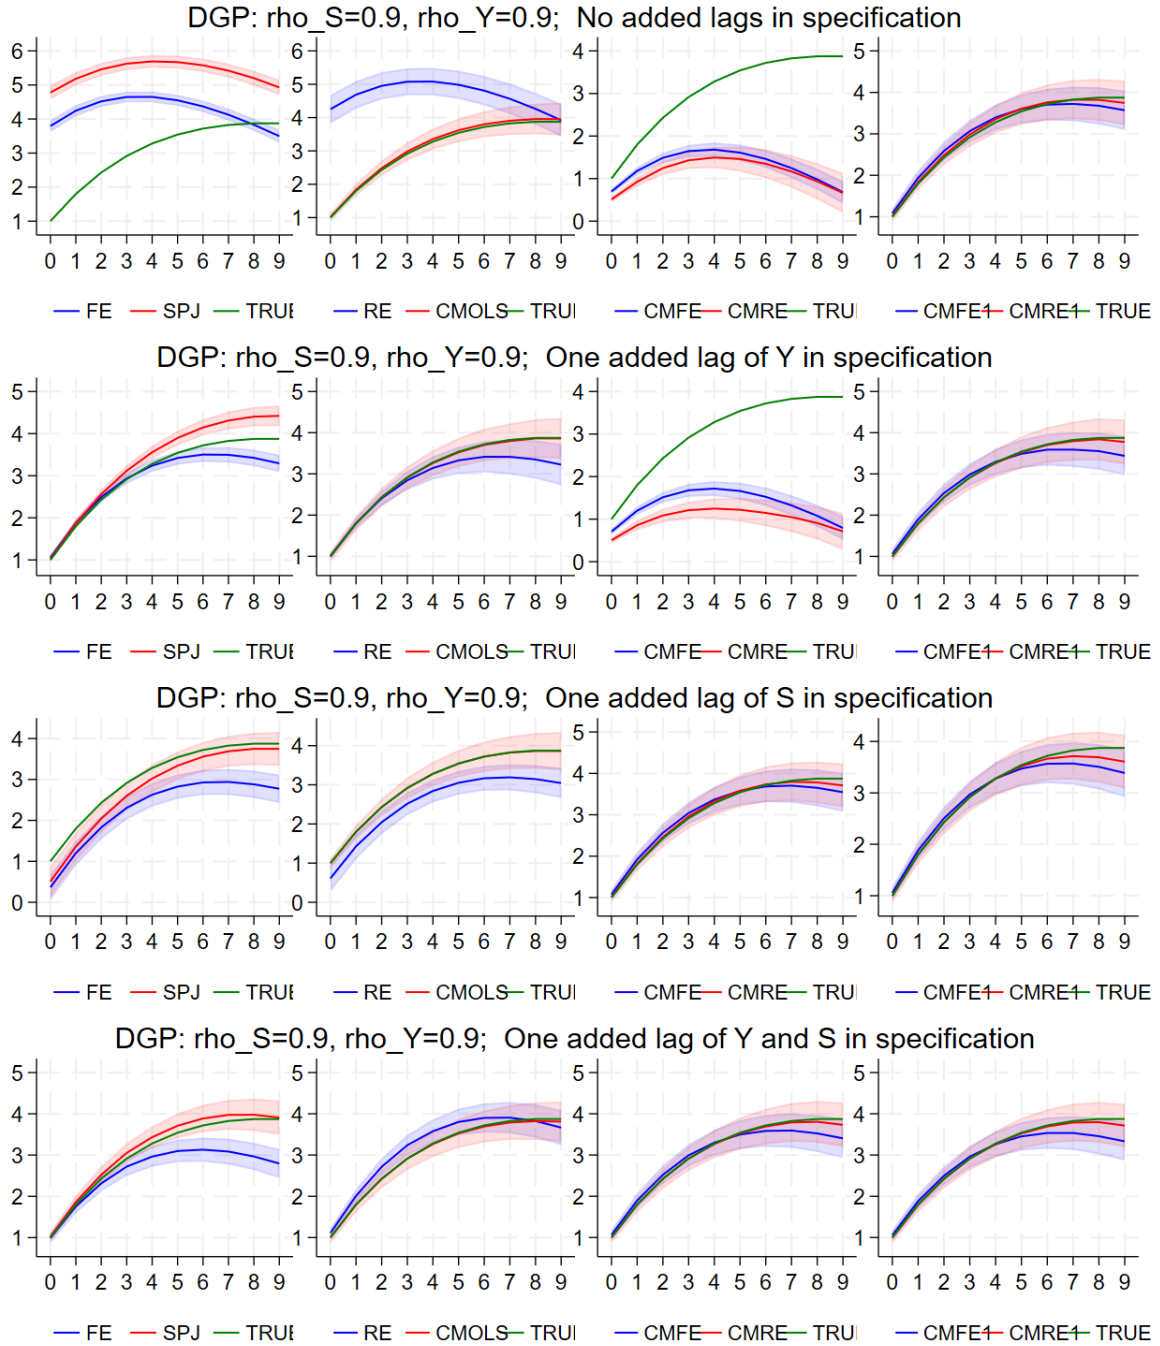 DGP: rho_S=0.9, rho_Y=0.9;  No added lags in specification
6 5 4 3 2 1
0 1 2 3 4 5 6 7 8 9
FE SPJ TRUE
6 5 4 3 2 1
0 1 2 3 4 5 6 7 8 9
RE CMOLS TRUI
4 3 2 1 0
0 1 2 3 4 5 6 7 8 9
CMFE CMRE TRUI
5 4 3 2 1
0 1 2 3 4 5 6 7 8 9
CMFE1 CMRE1 TRUE
DGP: rho_S=0.9, rho_Y=0.9;  One added lag of Y in specification
5 4 3 2 1
0 1 2 3 4 5 6 7 8 9
FE SPJ TRUE
5 4 3 2 1
0 1 2 3 4 5 6 7 8 9
RE CMOLS TRUI
4 3 2 1 0
0 1 2 3 4 5 6 7 8 9
CMFE CMRE TRUI
5 4 3 2 1
0 1 2 3 4 5 6 7 8 9
CMFE1 CMRE1 TRUE
DGP: rho_S=0.9, rho_Y=0.9;  One added lag of S in specification
4 3 2 1 0
0 1 2 3 4 5 6 7 8 9
FE SPJ TRUE
4 3 2 1 0
0 1 2 3 4 5 6 7 8 9
RE CMOLS TRUI
5 4 3 2 1
0 1 2 3 4 5 6 7 8 9
CMFE CMRE TRUI
4 3 2 1
0 1 2 3 4 5 6 7 8 9
CMFE1 CMRE1 TRUE
DGP: rho_S=0.9, rho_Y=0.9;  One added lag of Y and S in specification
5 4 3 2 1
0 1 2 3 4 5 6 7 8 9
FE SPJ TRUE
5 4 3 2 1
0 1 2 3 4 5 6 7 8 9
RE CMOLS TRUI
5 4 3 2 1
0 1 2 3 4 5 6 7 8 9
CMFE CMRE TRUI
5 4 3 2 1
0 1 2 3 4 5 6 7 8 9
CMFE1 CMRE1 TRUE